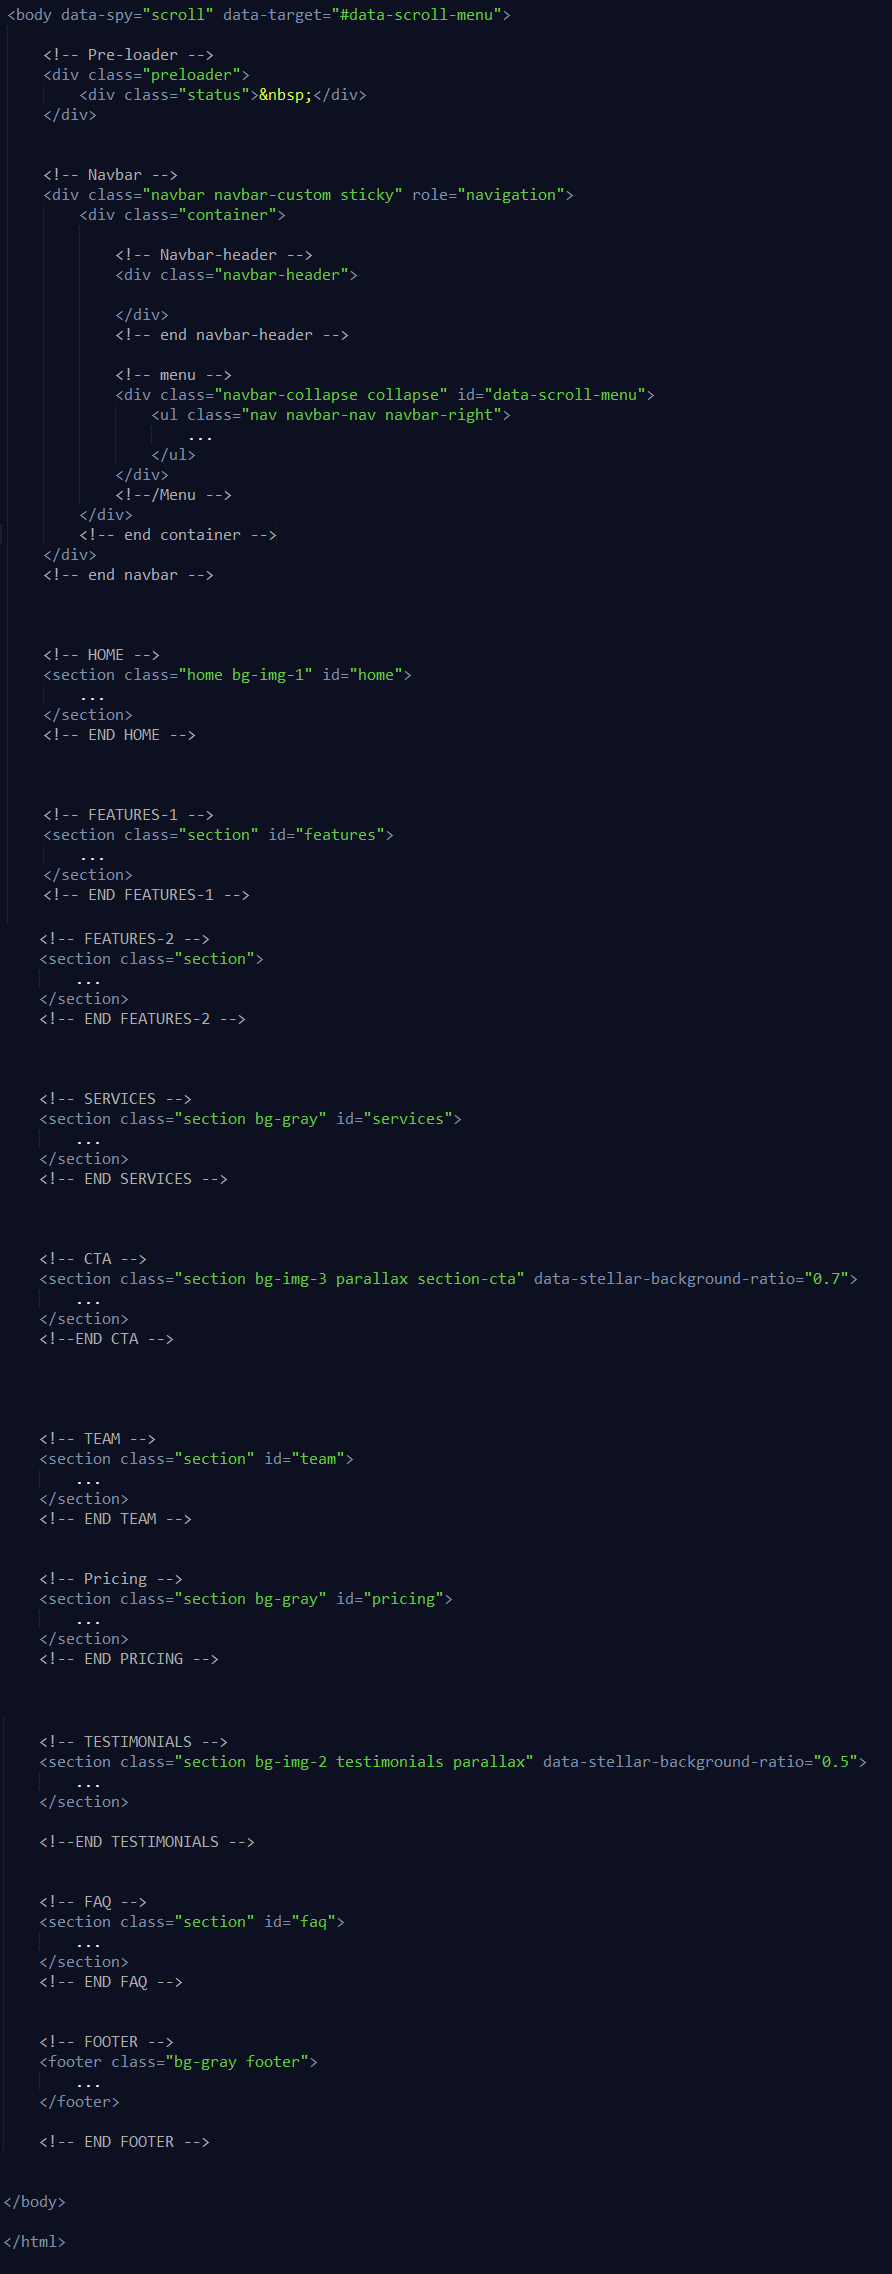 <body data-spy="scroll" data-target="#data-scroll-menu">
<!-- Pre-loader -->
<div class="preloader">
<div class="status">&nbsp;</div>
</div>
<!-- Navbar -->
<div class="navbar navbar-custom sticky" role="navigation">
<div class="container">
<!-- Navbar-header -->
<div class="navbar-header">
</div>
<!-- end navbar-header -->
<!-- menu -->
<div class="navbar-collapse collapse" id="data-scroll-menu">
<ul class="nav navbar-nav navbar-right">
...
</ul>
</div>
<!--/Menu -->
</div>
<!-- end container -->
</div>
<!-- end navbar -->
<!-- HOME -->
<section class="home bg-img-1" id="home">
...
</section>
<!-- END HOME -->
<!-- FEATURES-1 -->
<section class="section" id="features">
...
</section>
<!-- END FEATURES-1 -->
<!-- FEATURES-2 -->
<section class="section">
...
</section>
<!-- END FEATURES-2 -->
<!-- SERVICES -->
<section class="section bg-gray" id="services">
...
</section>
<!-- END SERVICES -->
<!-- CTA -->
<section class="section bg-img-3 parallax section-cta" data-stellar-background-ratio="0.7">
...
</section>
<!--END CTA -->
<!-- TEAM -->
<section class="section" id="team">
...
</section>
<!-- END TEAM -->
<!-- Pricing -->
<section class="section bg-gray" id="pricing">
...
</section>
<!-- END PRICING -->
<!-- TESTIMONIALS -->
<section class="section bg-img-2 testimonials parallax" data-stellar-background-ratio="0.5">
...
</section>
<!--END TESTIMONIALS -->
<!-- FAQ -->
<section class="section" id="faq">
...
</section>
<!-- END FAQ -->
<!-- FOOTER -->
<footer class="bg-gray footer">
...
</footer>
<!-- END FOOTER -->
</body>
</html>